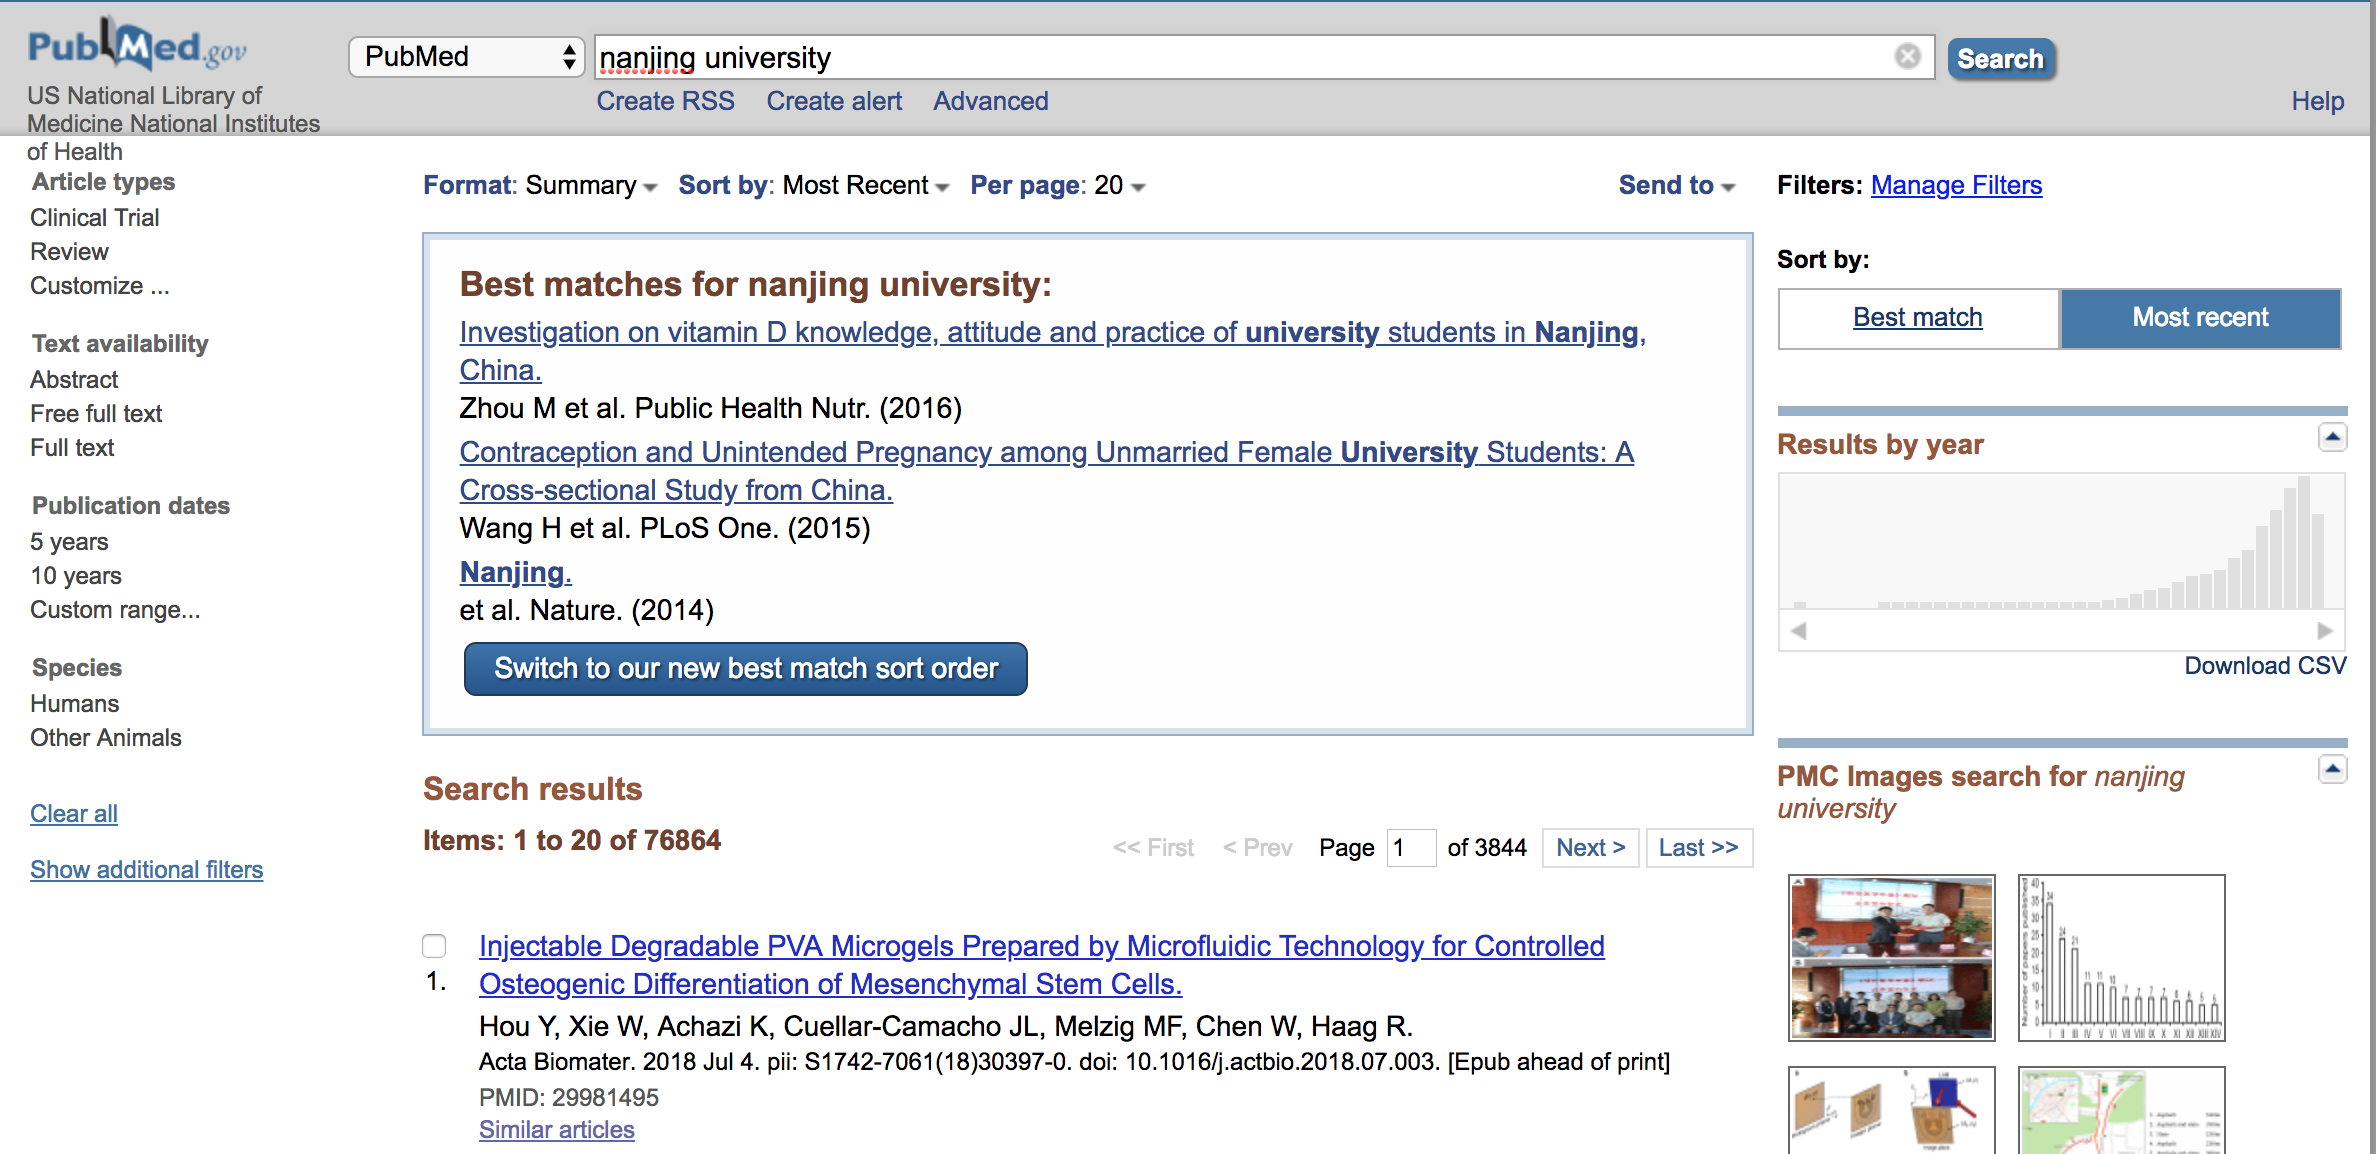 PubMed.gov
US National Library of
Medicine National Institutes
of Health
PubMed
nanjing university
Search
Create RSS Create alert Advanced
Help
Article types
Clinical Trial
Review
Customize ...
Text availability
Abstract
Free full text
Full text
Publication dates
5 years
10 years
Custom range...
Species
Humans
Other Animals
Clear all
Show additional filters
Format: Summary Sort by: Most Recent Per page: 20
Send to
Best matches for nanjing university:
Investigation on vitamin D knowledge, attitude and practice of university students in Nanjing,
China.
Zhou M et al. Public Health Nutr. (2016)
Contraception and Unintended Pregnancy among Unmarried Female University Students: A
Cross-sectional Study from China.
Wang H et al. PLoS One. (2015)
Nanjing.
et al. Nature. (2014)
Switch to our new best match sort order
Search results
Items: 1 to 20 of 76864
<< First < Prev Page 1 of 3844 Next > Last >>
1.
Injectable Degradable PVA Microgels Prepared by Microfluidic Technology for Controlled
Osteogenic Differentiation of Mesenchymal Stem Cells.
Hou Y, Xie W, Achazi K, Cuellar-Camacho JL, Melzig MF, Chen W, Haag R.
Acta Biomater. 2018 Jul 4. pii: S1742-7061(18)30397-0. doi: 10.1016/j.actbio.2018.07.003. [Epub ahead of print]
PMID: 29981495
Similar articles
Filters: Manage Filters
Sort by:
Best match Most recent
Results by year
Download CSV
PMC Images search for nanjing
university
Number of papers published